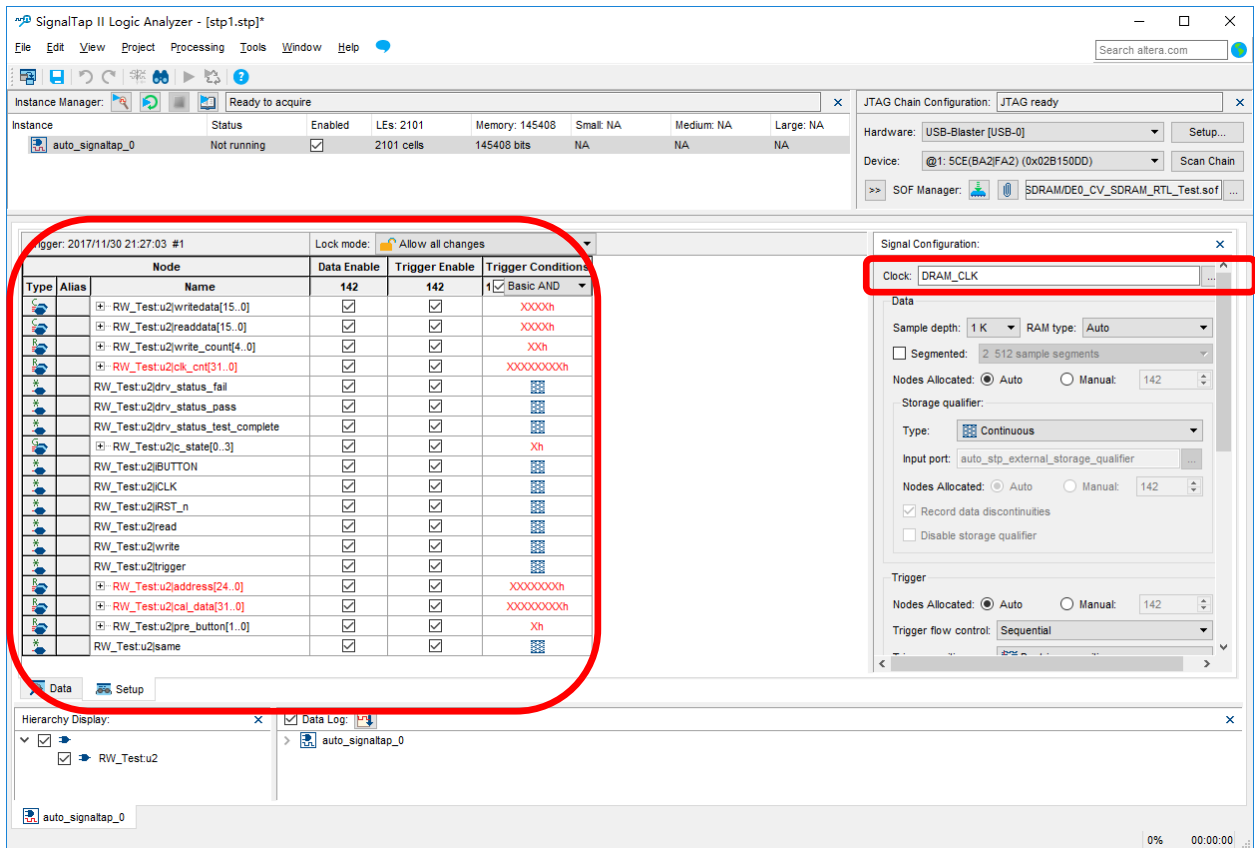 SignalTap II Logic Analyzer - [stp1.stp]*
File Edit View Project Processing Tools Window Help
Search altera.com
Instance Manager: Ready to acquire
JTAG Chain Configuration: JTAG ready
Instance Status Enabled LEs: 2101 Memory: 145408 Small: NA Medium: NA Large: NA
auto_signaltap_0 Not running 2101 cells 145408 bits NA NA NA
Hardware: USB-Blaster [USB-0] Setup...
Device: @1: 5CE(BA2|FA2) (0x02B150DD) Scan Chain
>> SOF Manager: SDRAM/DE0_CV_SDRAM_RTL_Test.sof ...
trigger: 2017/11/30 21:27:03 #1 Lock mode: Allow all changes
Node Data Enable Trigger Enable Trigger Conditions
Type Alias Name 142 142 1 Basic AND
RW_Test:u2|writedata[15..0] XXXXh
RW_Test:u2|readdata[15..0] XXXXh
RW_Test:u2|write_count[4..0] XXh
RW_Test:u2|clk_cnt[31..0] XXXXXXXXh
RW_Test:u2|drv_status_fail
RW_Test:u2|drv_status_pass
RW_Test:u2|drv_status_test_complete
RW_Test:u2|c_state[0..3] Xh
RW_Test:u2|iBUTTON
RW_Test:u2|iCLK
RW_Test:u2|iRST_n
RW_Test:u2|read
RW_Test:u2|write
RW_Test:u2|trigger
RW_Test:u2|address[24..0] XXXXXXXh
RW_Test:u2|cal_data[31..0] XXXXXXXXh
RW_Test:u2|pre_button[1..0] Xh
RW_Test:u2|same
Signal Configuration:
Clock: DRAM_CLK ...
Data
Sample depth: 1 K RAM type: Auto
Segmented: 2 512 sample segments
Nodes Allocated: Auto Manual: 142
Storage qualifier:
Type: Continuous
Input port: auto_stp_external_storage_qualifier ...
Nodes Allocated: Auto Manual: 142
Record data discontinuities
Disable storage qualifier
Trigger
Nodes Allocated: Auto Manual: 142
Trigger flow control: Sequential
Data Setup
Hierarchy Display:
RW_Test:u2
Data Log:
auto_signaltap_0
auto_signaltap_0
0% 00:00:00